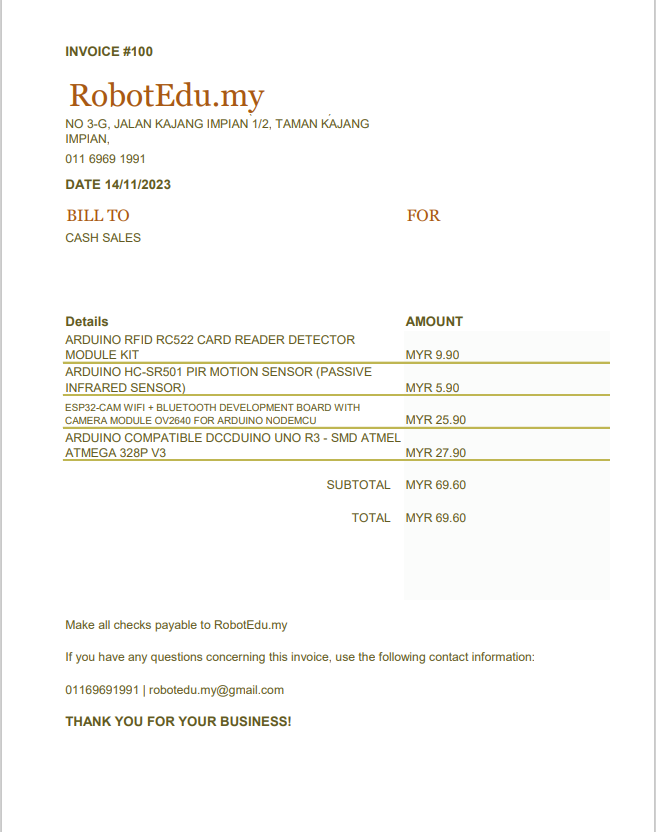 INVOICE #100
RobotEdu.my
NO 3-G, JALAN KAJANG IMPIAN 1/2, TAMAN KAJANG
IMPIAN,
011 6969 1991
DATE 14/11/2023
BILL TO FOR
CASH SALES
Details AMOUNT
ARDUINO RFID RC522 CARD READER DETECTOR
MODULE KIT MYR 9.90
ARDUINO HC-SR501 PIR MOTION SENSOR (PASSIVE
INFRARED SENSOR) MYR 5.90
ESP32-CAM WIFI + BLUETOOTH DEVELOPMENT BOARD WITH
CAMERA MODULE OV2640 FOR ARDUINO NODEMCU MYR 25.90
ARDUINO COMPATIBLE DCCDUINO UNO R3 - SMD ATMEL
ATMEGA 328P V3 MYR 27.90
SUBTOTAL MYR 69.60
TOTAL MYR 69.60
Make all checks payable to RobotEdu.my
If you have any questions concerning this invoice, use the following contact information:
01169691991 | robotedu.my@gmail.com
THANK YOU FOR YOUR BUSINESS!